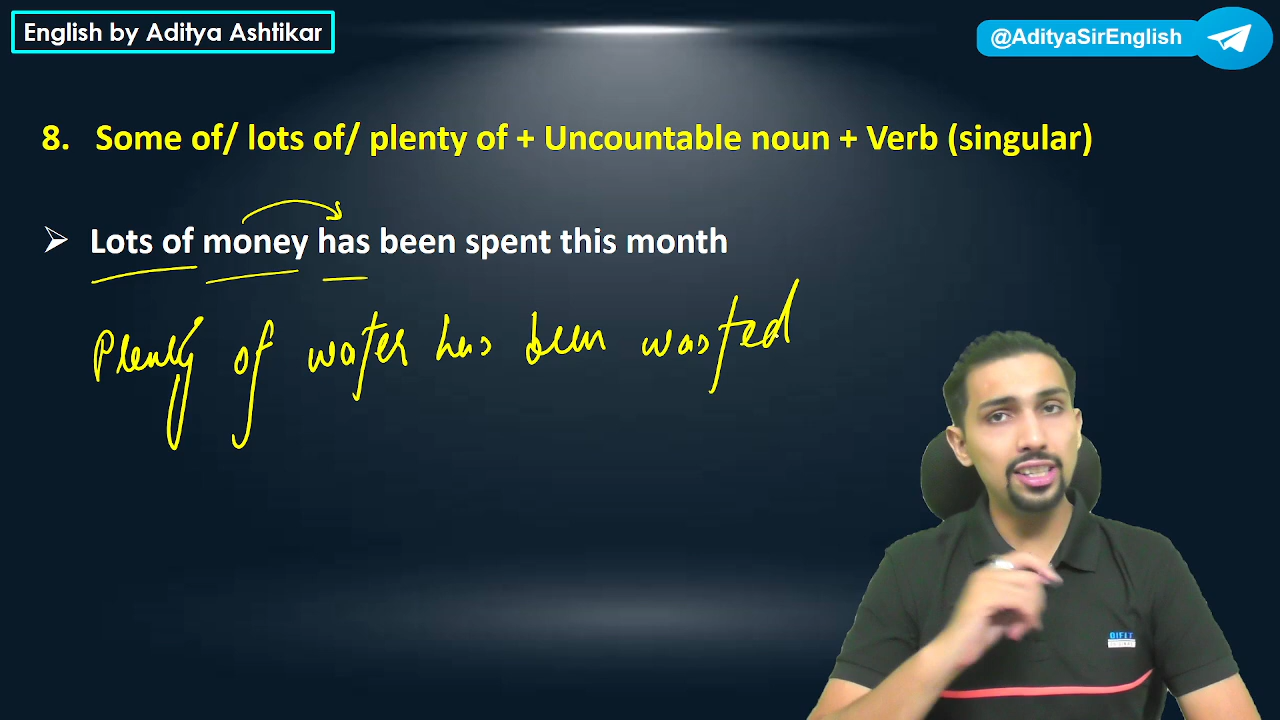 English by Aditya Ashtikar
@AdityaSirEnglish
8. Some of/ lots of/ plenty of + Uncountable noun + Verb (singular)
➢ Lots of money has been spent this month
Plenty of water has been wasted